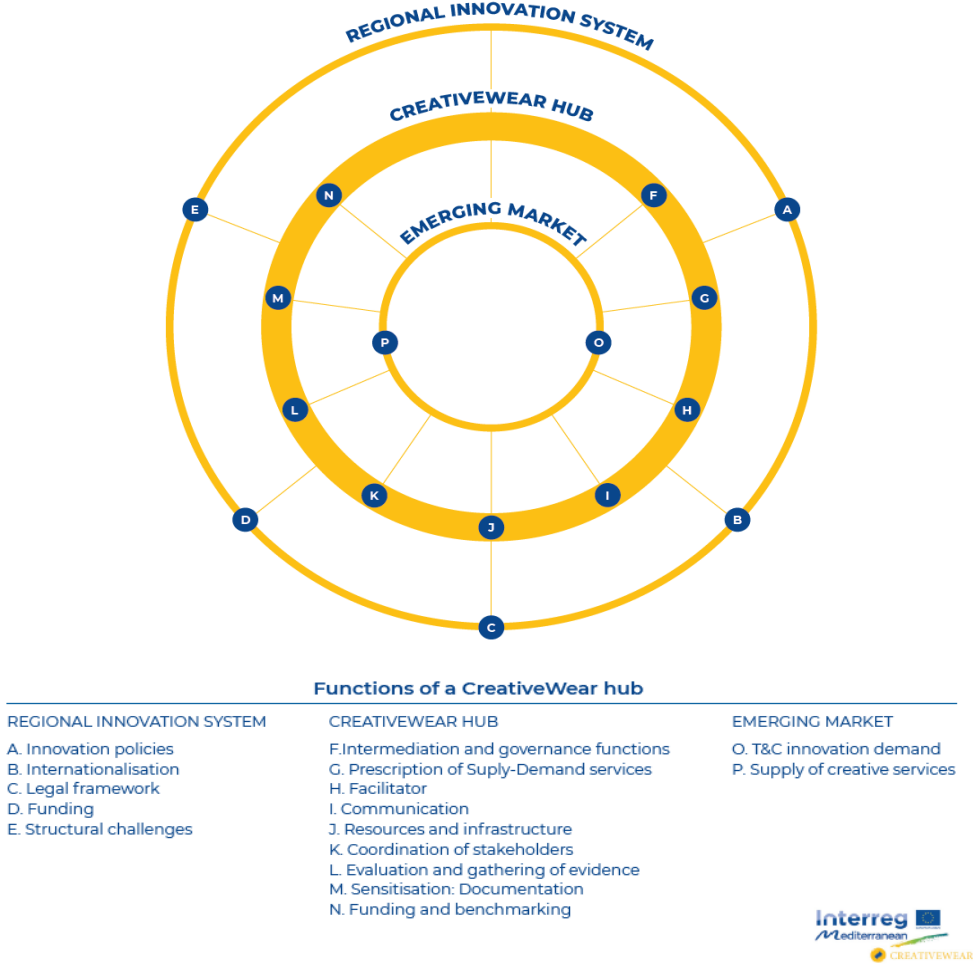 REGIONAL INNOVATION SYSTEM
CREATIVEWEAR HUB
EMERGING MARKET
N
F
E
A
M
G
P
O
L
H
K
I
D
J
B
C
Functions of a CreativeWear hub
REGIONAL INNOVATION SYSTEM
A. Innovation policies
B. Internationalisation
C. Legal framework
D. Funding
E. Structural challenges
CREATIVEWEAR HUB
F.Intermediation and governance functions
G. Prescription of Suply-Demand services
H. Facilitator
I. Communication
J. Resources and infrastructure
K. Coordination of stakeholders
L. Evaluation and gathering of evidence
M. Sensitisation: Documentation
N. Funding and benchmarking
EMERGING MARKET
O. T&C innovation demand
P. Supply of creative services
Interreg
Mediterranean
CREATIVEWEAR